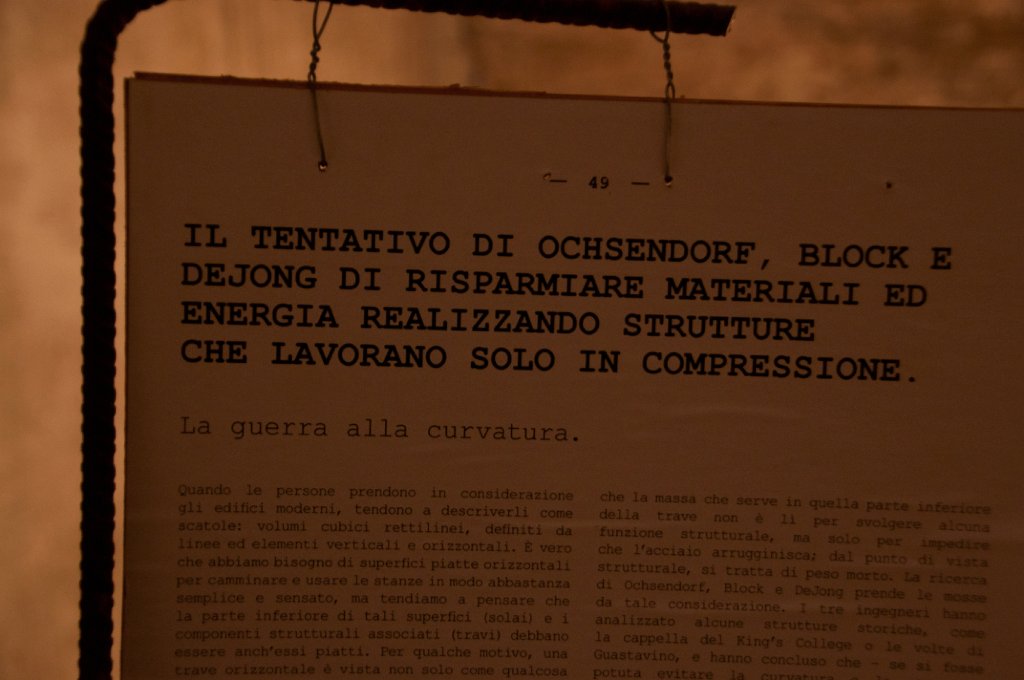 — 49 —
IL TENTATIVO DI OCHSENDORF, BLOCK E
DEJONG DI RISPARMIARE MATERIALI ED
ENERGIA REALIZZANDO STRUTTURE
CHE LAVORANO SOLO IN COMPRESSIONE.
La guerra alla curvatura.
Quando le persone prendono in considerazione
gli edifici moderni, tendono a descriverli come
scatole: volumi cubici rettilinei, definiti da
linee ed elementi verticali e orizzontali. È vero
che abbiamo bisogno di superfici piatte orizzontali
per camminare e usare le stanze in modo abbastanza
semplice e sensato, ma tendiamo a pensare che
la parte inferiore di tali superfici (solai) e i
componenti strutturali associati (travi) debbano
essere anch'essi piatti. Per qualche motivo, una
trave orizzontale è vista non solo come qualcosa
che la massa che serve in quella parte inferiore
della trave non è lì per svolgere alcuna
funzione strutturale, ma solo per impedire
che l'acciaio arrugginisca; dal punto di vista
strutturale, si tratta di peso morto. La ricerca
di Ochsendorf, Block e DeJong prende le mosse
da tale considerazione. I tre ingegneri hanno
analizzato alcune strutture storiche, come
la cappella del King's College o le volte di
Guastavino, e hanno concluso che - se si fosse
potuta evitare la curvatura